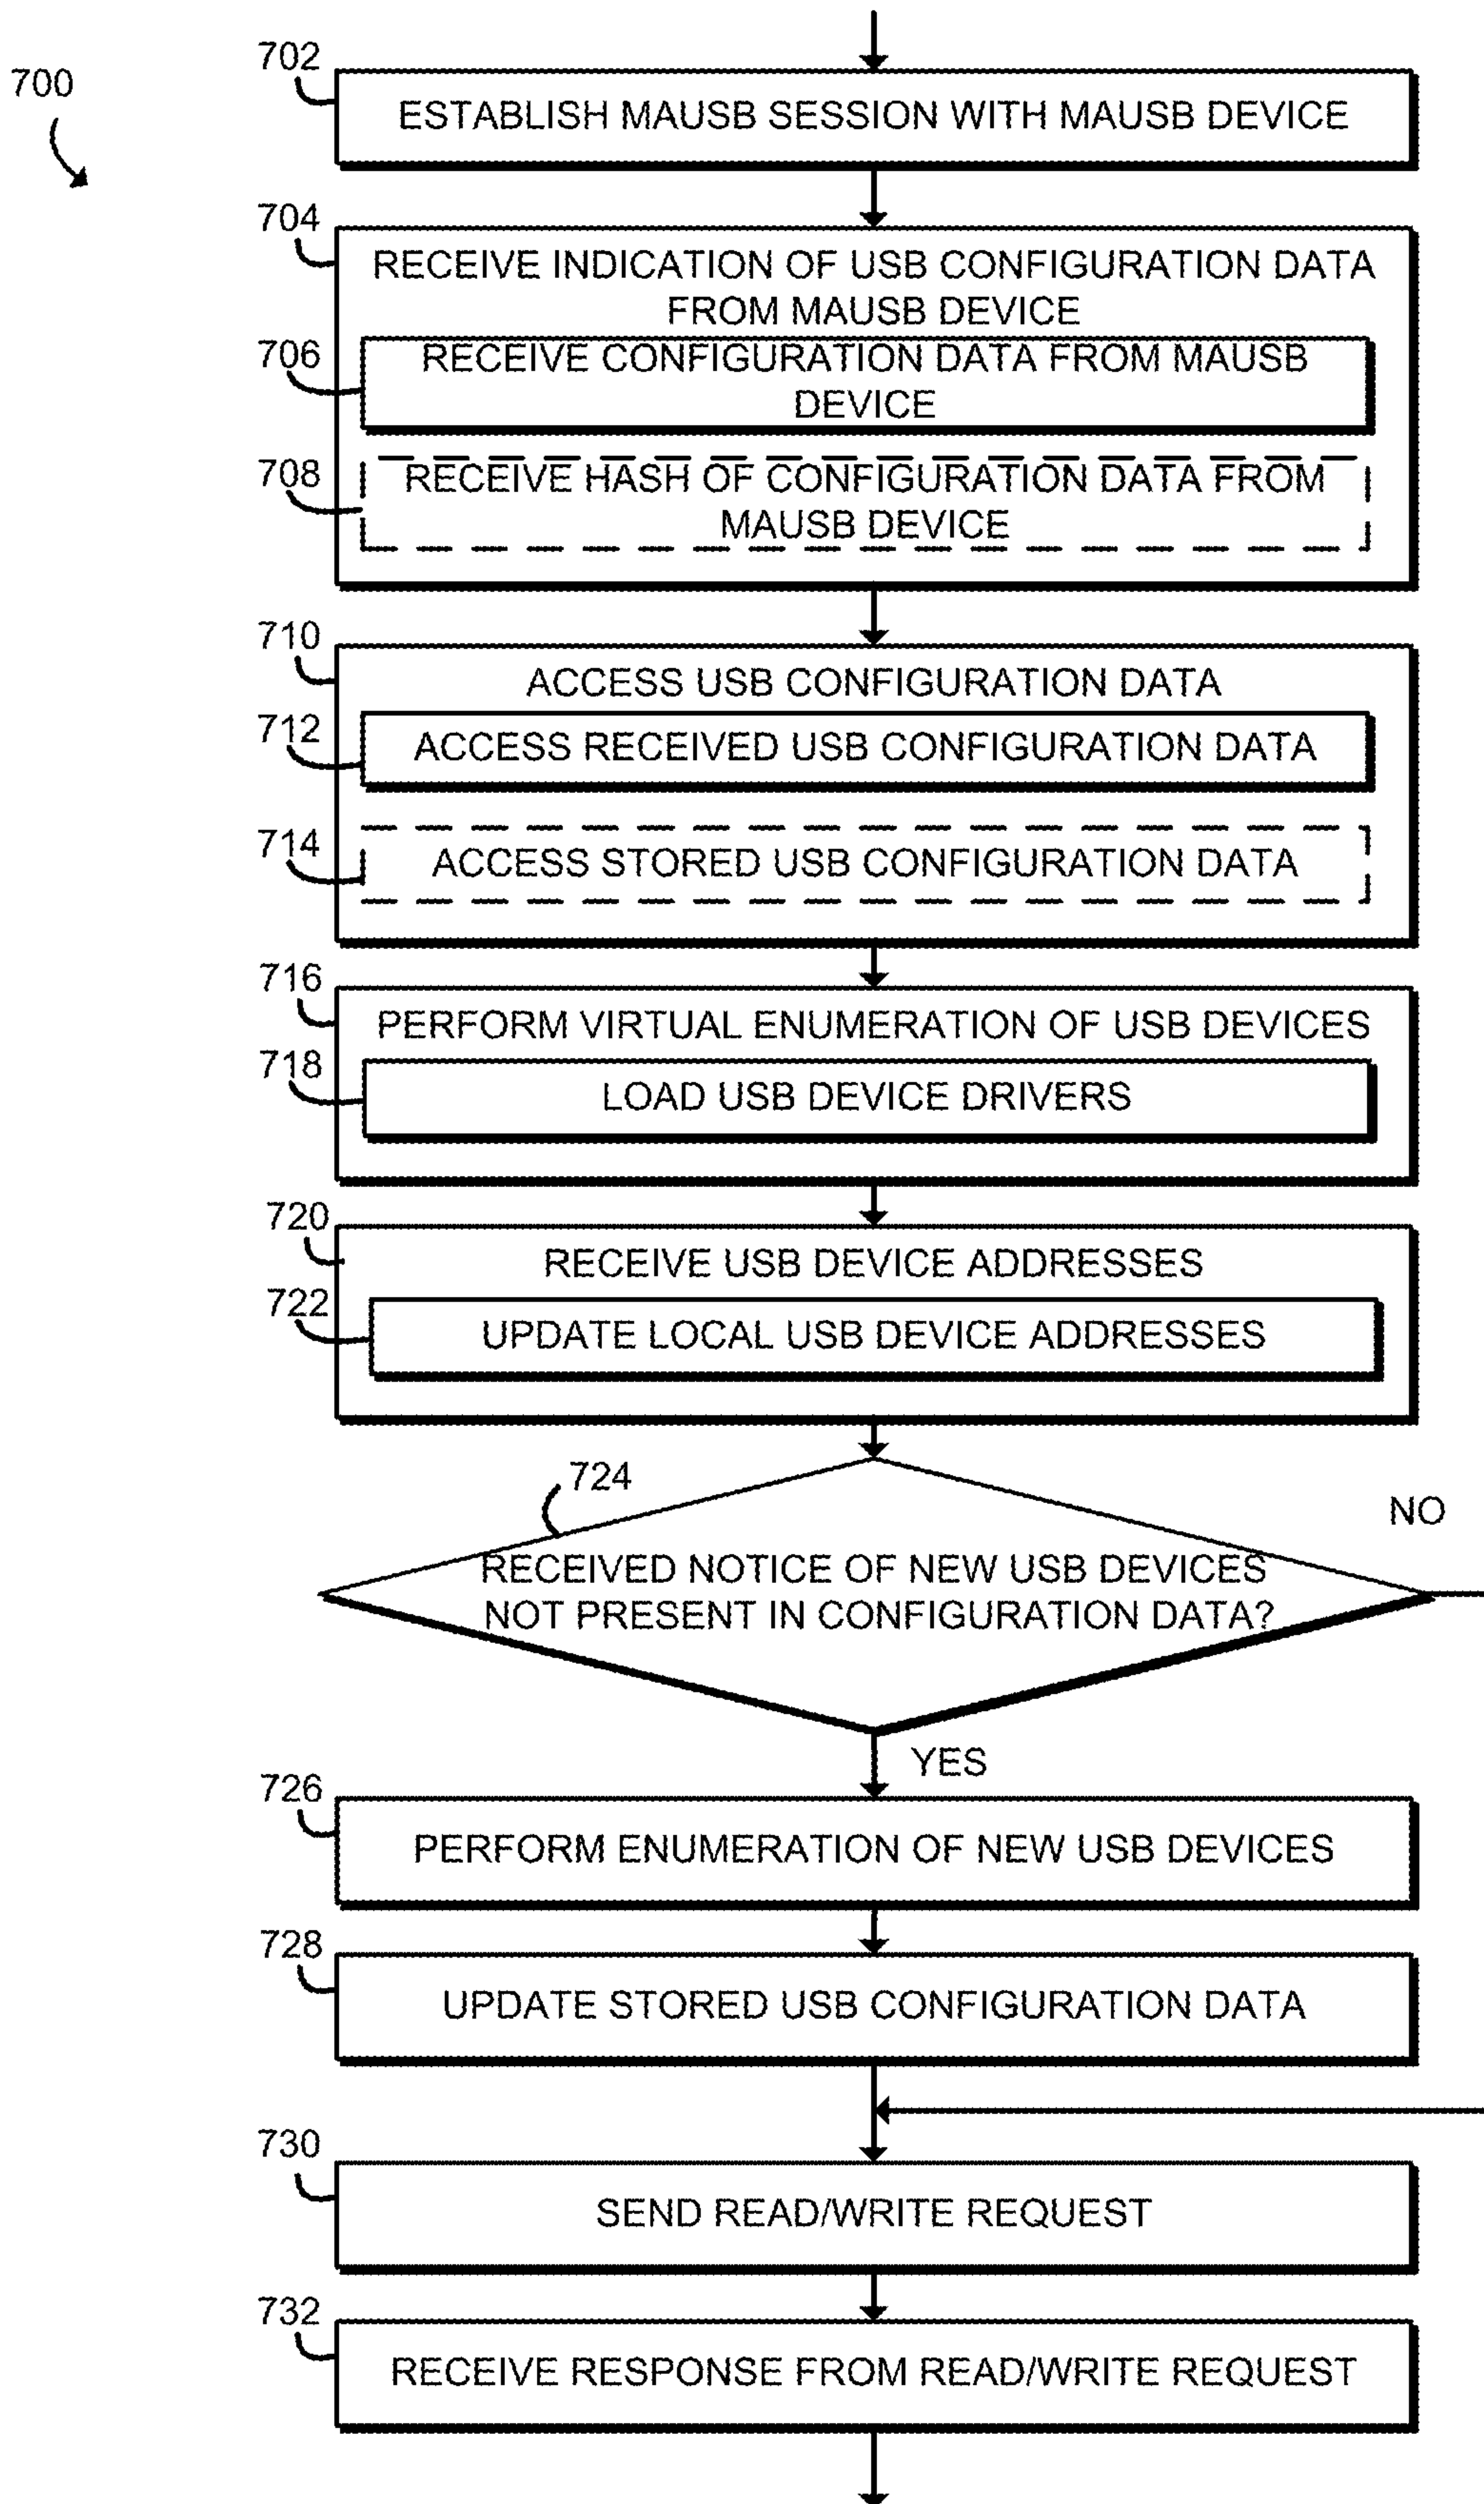 700
702
ESTABLISH MAUSB SESSION WITH MAUSB DEVICE
704
RECEIVE INDICATION OF USB CONFIGURATION DATA
FROM MAUSB DEVICE
706
RECEIVE CONFIGURATION DATA FROM MAUSB
DEVICE
708
RECEIVE HASH OF CONFIGURATION DATA FROM
MAUSB DEVICE
710
ACCESS USB CONFIGURATION DATA
712
ACCESS RECEIVED USB CONFIGURATION DATA
714
ACCESS STORED USB CONFIGURATION DATA
716
PERFORM VIRTUAL ENUMERATION OF USB DEVICES
718
LOAD USB DEVICE DRIVERS
720
RECEIVE USB DEVICE ADDRESSES
722
UPDATE LOCAL USB DEVICE ADDRESSES
724
NO
RECEIVED NOTICE OF NEW USB DEVICES
NOT PRESENT IN CONFIGURATION DATA?
YES
726
PERFORM ENUMERATION OF NEW USB DEVICES
728
UPDATE STORED USB CONFIGURATION DATA
730
SEND READ/WRITE REQUEST
732
RECEIVE RESPONSE FROM READ/WRITE REQUEST